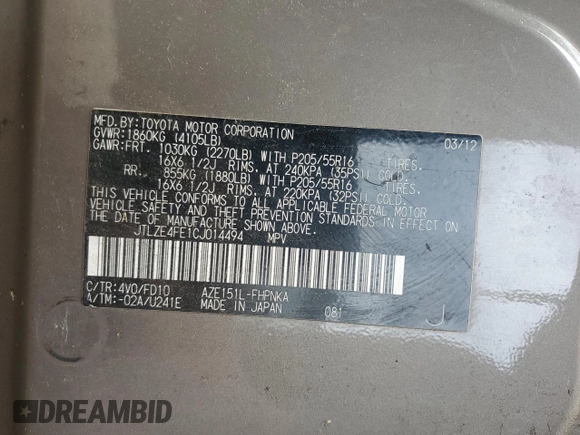 MFD.BY:TOYOTA MOTOR CORPORATION 03/12
GVWR:1860KG (4105LB)
GAWR:FRT. 1030KG (2270LB) WITH P205/55R16 TIRES.
16X6 1/2J RIMS. AT 240KPA (35PSI) COLD.
RR. 855KG (1880LB) WITH P205/55R16 TIRES.
16X6 1/2J RIMS. AT 220KPA (32PSI) COLD.
THIS VEHICLE CONFORMS TO ALL APPLICABLE FEDERAL MOTOR
VEHICLE SAFETY AND THEFT PREVENTION STANDARDS IN EFFECT ON
THE DATE OF MANUFACTURE SHOWN ABOVE.
JTLZE4FE1CJ014494 MPV
C/TR:4V0/FD10 AZE151L-FHPNKA
A/TM:-02A/U241E MADE IN JAPAN 081 J
DREAMBID